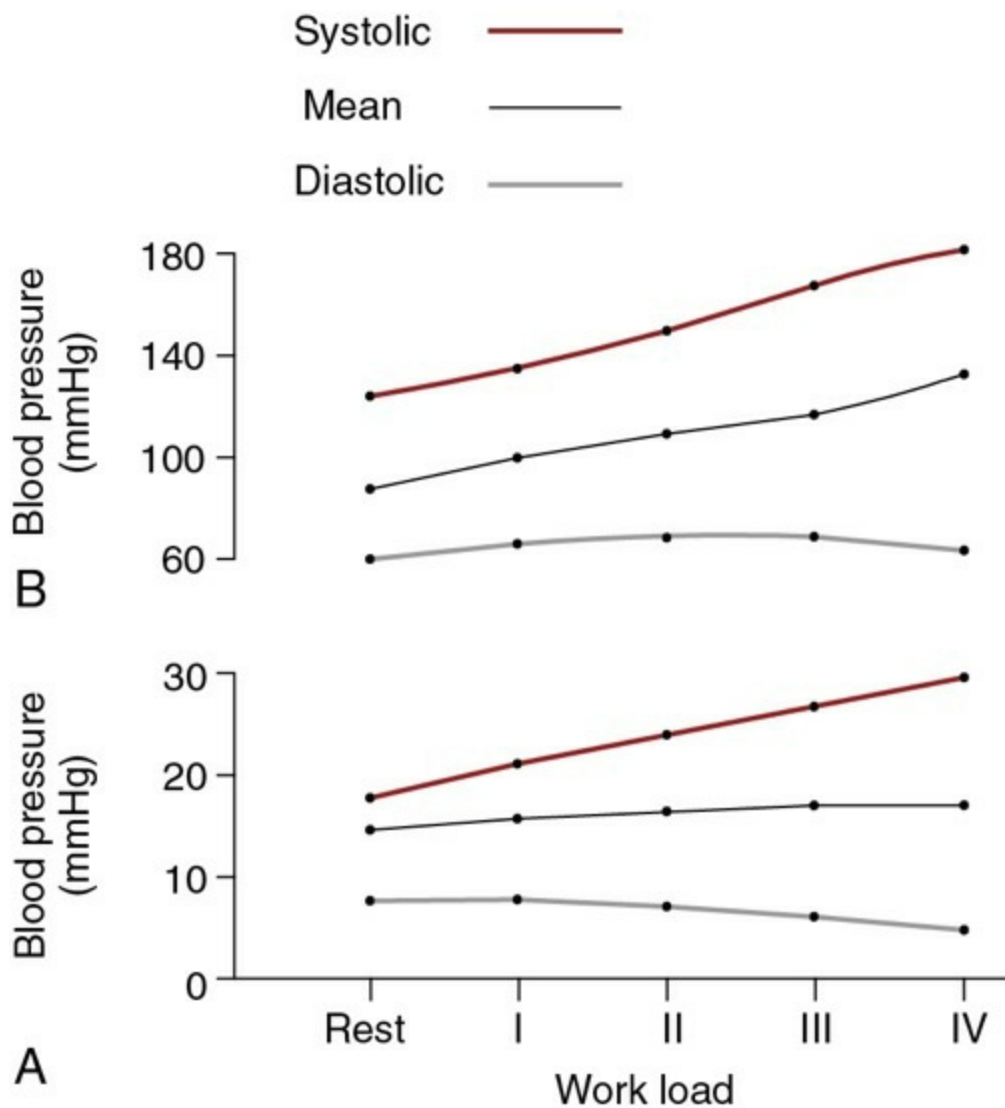 Systolic
Mean
Diastolic
Blood pressure
(mmHg)
180
140
100
60
B
Blood pressure
(mmHg)
30
20
10
0
A
Rest I II III IV
Work load